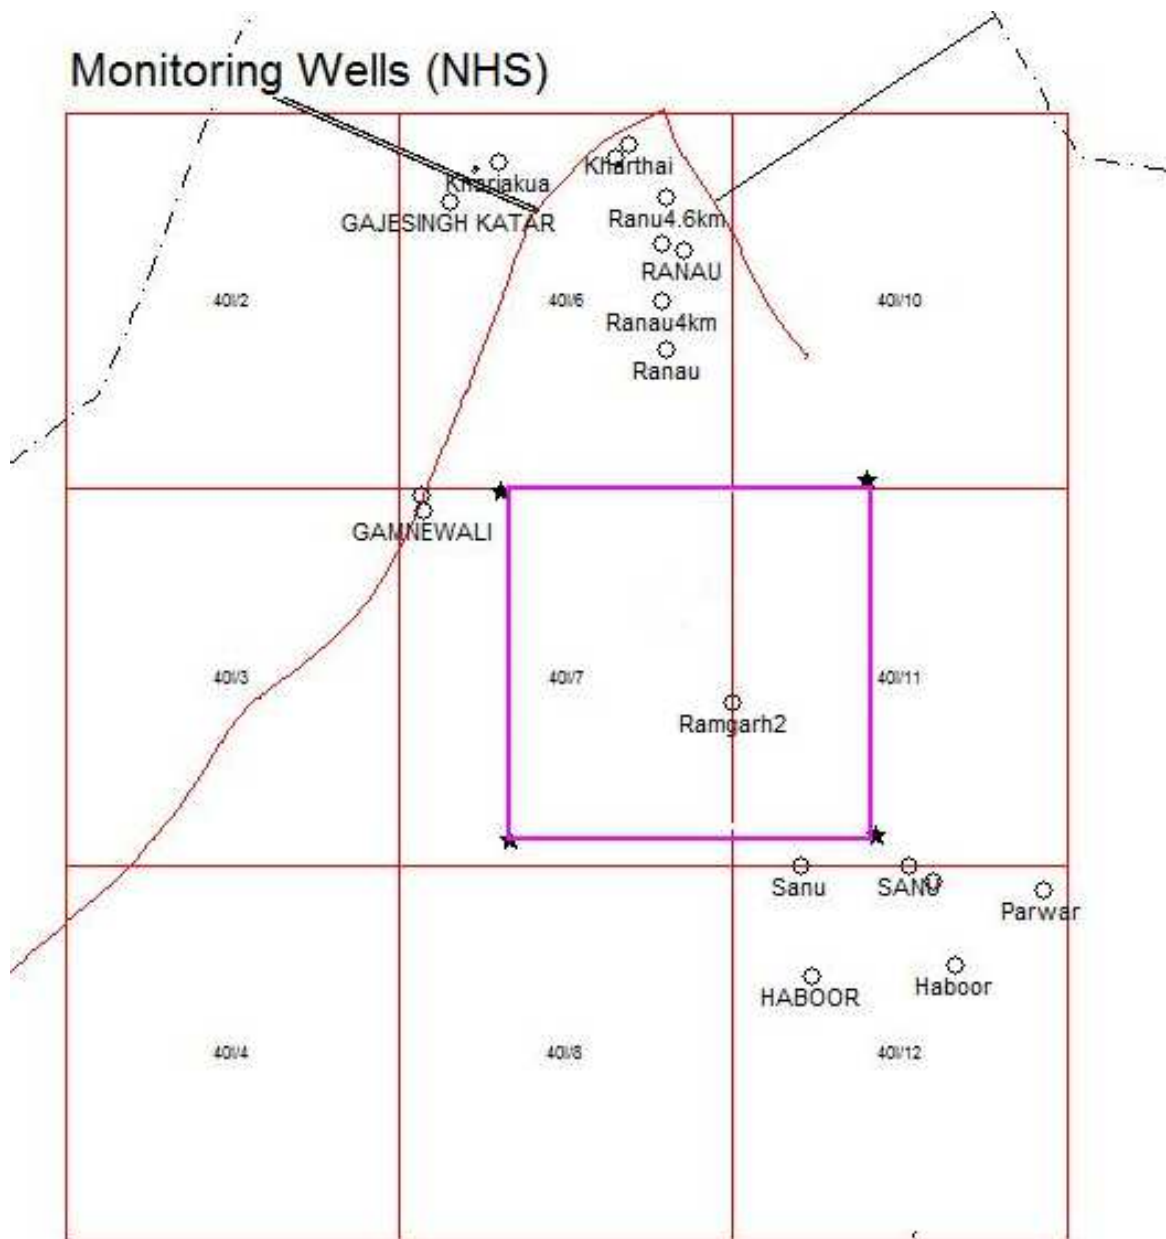 Monitoring Wells (NHS)
Kharthai
Kharjakua
GAJESINGH KATAR
Ranu4.6km
RANAU
40I/2
40I/6
40I/10
Ranau4km
Ranau
GAMNEWALI
40I/3
40I/7
40I/11
Ramgarh2
Sanu
SANU
Parwar
HABOOR
Haboor
40I/4
40I/8
40I/12